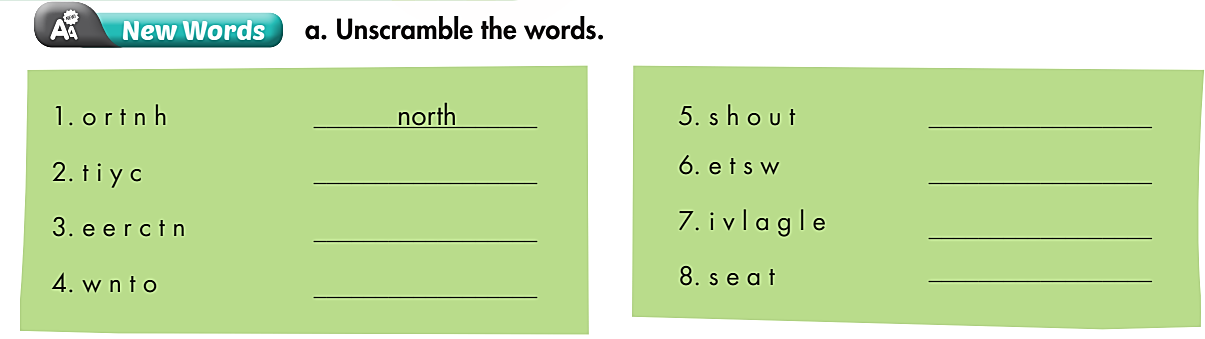 New Words a. Unscramble the words.
1. o r t n h north
2. t i y c
3. e e r c t n
4. w n t o
5. s h o u t
6. e t s w
7. i v l a g l e
8. s e a t